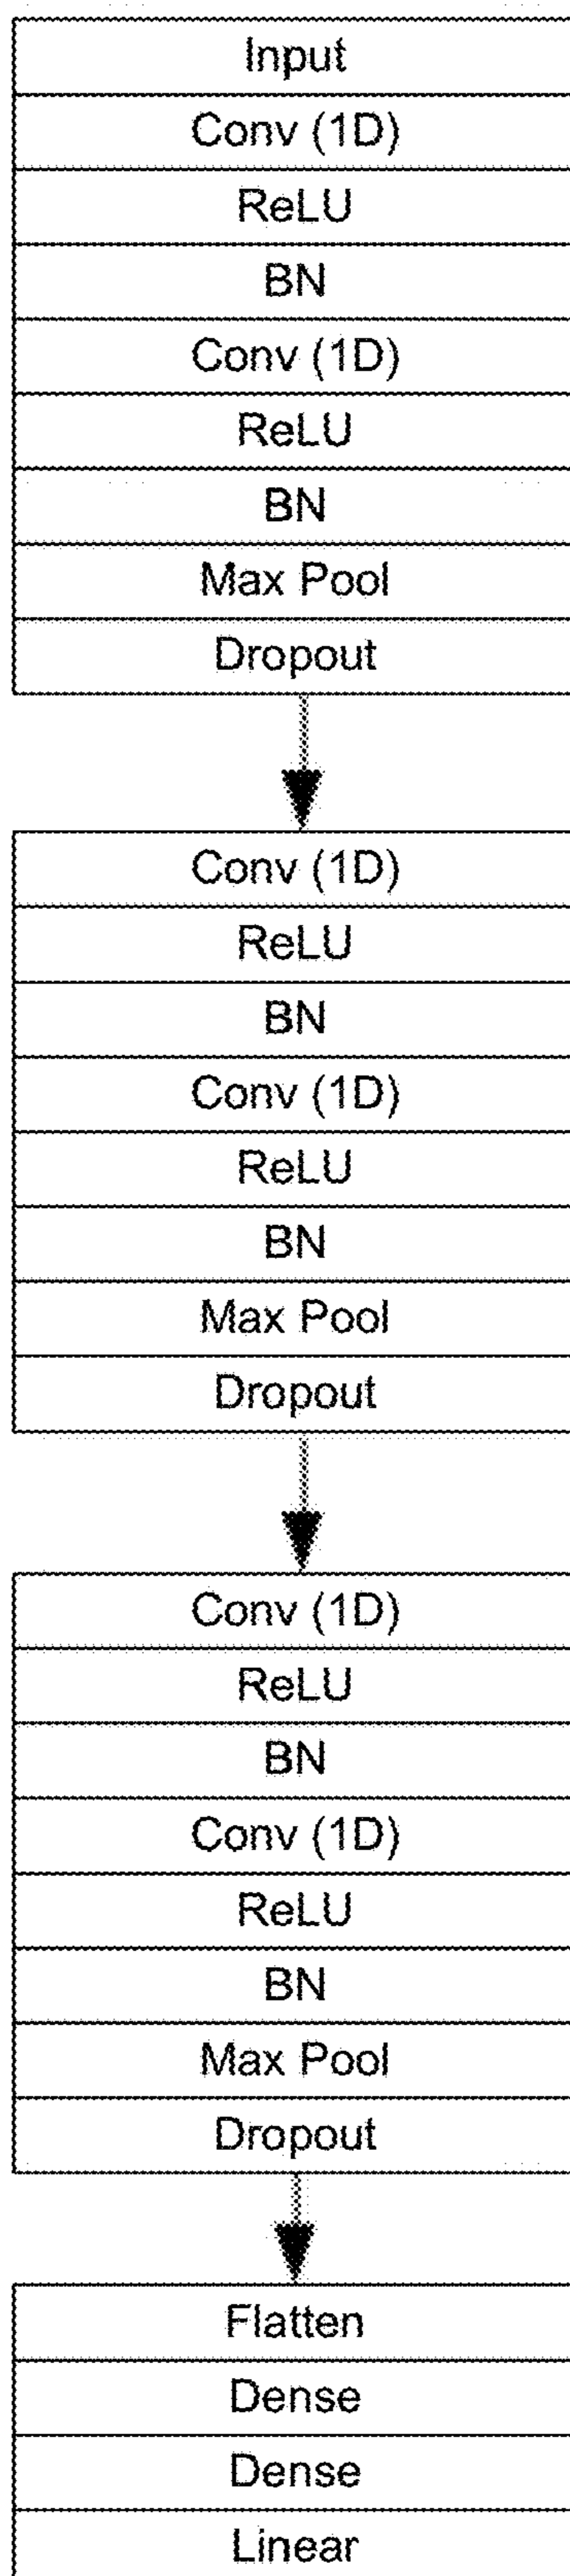 Input
Conv (1D)
ReLU
BN
Conv (1D)
ReLU
BN
Max Pool
Dropout
Conv (1D)
ReLU
BN
Conv (1D)
ReLU
BN
Max Pool
Dropout
Conv (1D)
ReLU
BN
Conv (1D)
ReLU
BN
Max Pool
Dropout
Flatten
Dense
Dense
Linear